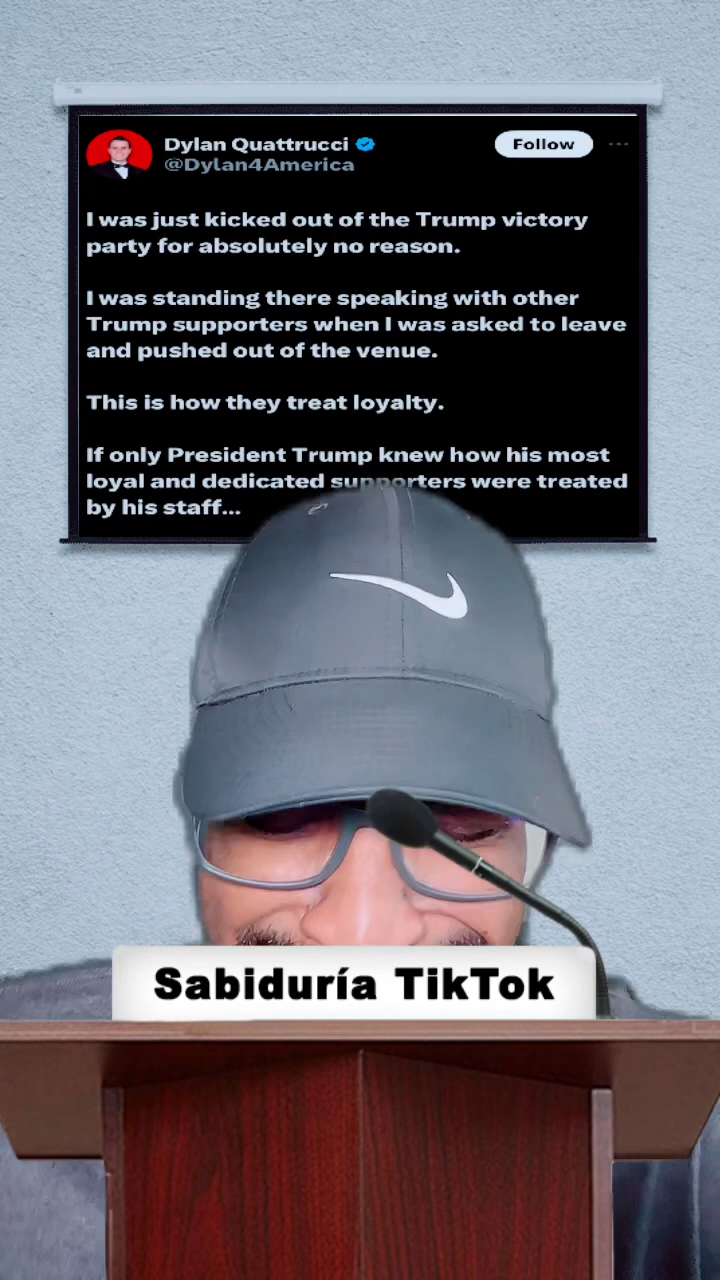 Dylan Quattrucci
Follow
@Dylan4America
I was just kicked out of the Trump victory
party for absolutely no reason.
I was standing there speaking with other
Trump supporters when I was asked to leave
and pushed out of the venue.
This is how they treat loyalty.
If only President Trump knew how his most
loyal and dedicated supporters were treated
by his staff...
Sabiduría TikTok